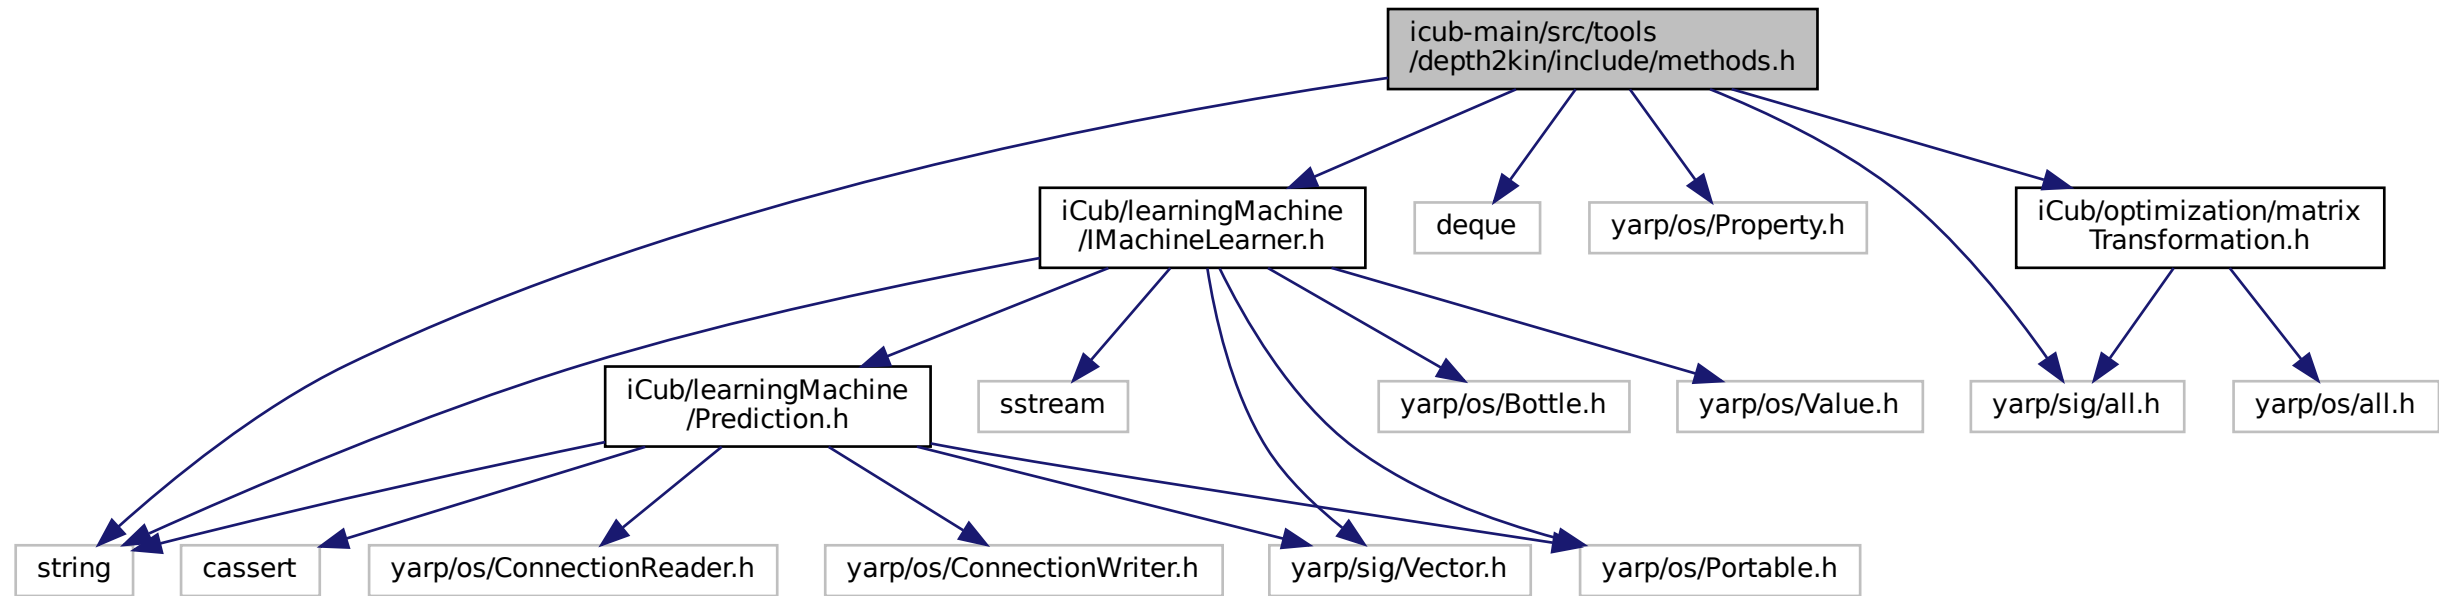 icub-main/src/tools
/depth2kin/include/methods.h
iCub/learningMachine
/IMachineLearner.h
deque
yarp/os/Property.h
iCub/optimization/matrix
Transformation.h
iCub/learningMachine
/Prediction.h
sstream
yarp/os/Bottle.h
yarp/os/Value.h
yarp/sig/all.h
yarp/os/all.h
string
cassert
yarp/os/ConnectionReader.h
yarp/os/ConnectionWriter.h
yarp/sig/Vector.h
yarp/os/Portable.h